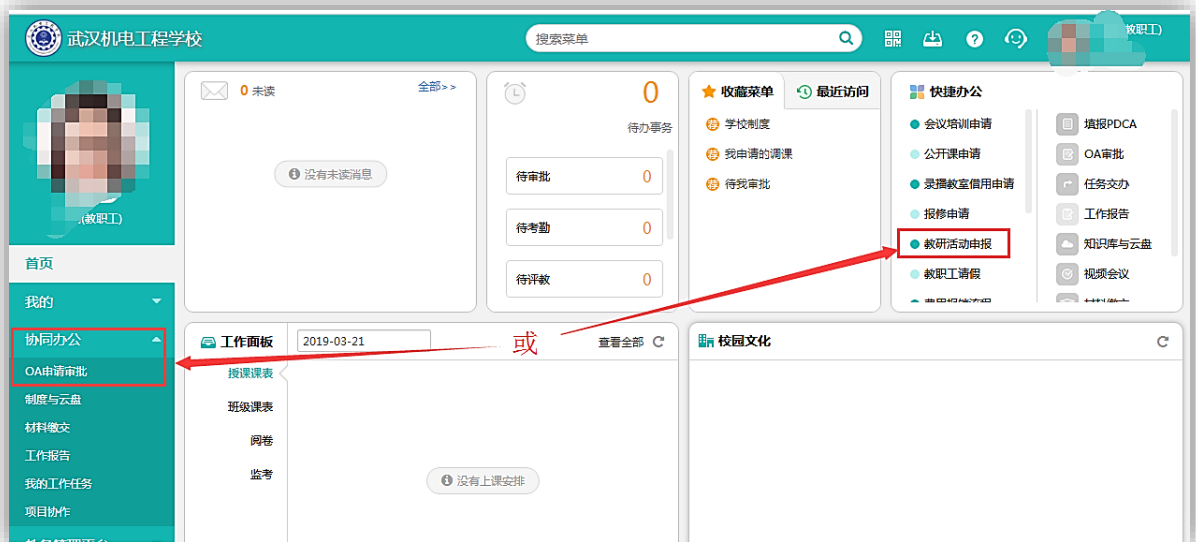 武汉机电工程学校
搜索菜单
教职工)
(教职工)
首页
我的
协同办公
OA申请审批
制度与云盘
材料缴交
工作报告
我的工作任务
项目协作
0 未读
全部>>
没有未读消息
0
待办事务
待审批 0
待考勤 0
待评教 0
收藏菜单
最近访问
荐 学校制度
荐 我申请的调课
荐 待我审批
快捷办公
会议培训申请
公开课申请
录播教室借用申请
报修申请
教研活动申报
教职工请假
填报PDCA
OA审批
任务交办
工作报告
知识库与云盘
视频会议
或
工作面板
2019-03-21
查看全部
授课课表
班级课表
阅卷
监考
没有上课安排
校园文化